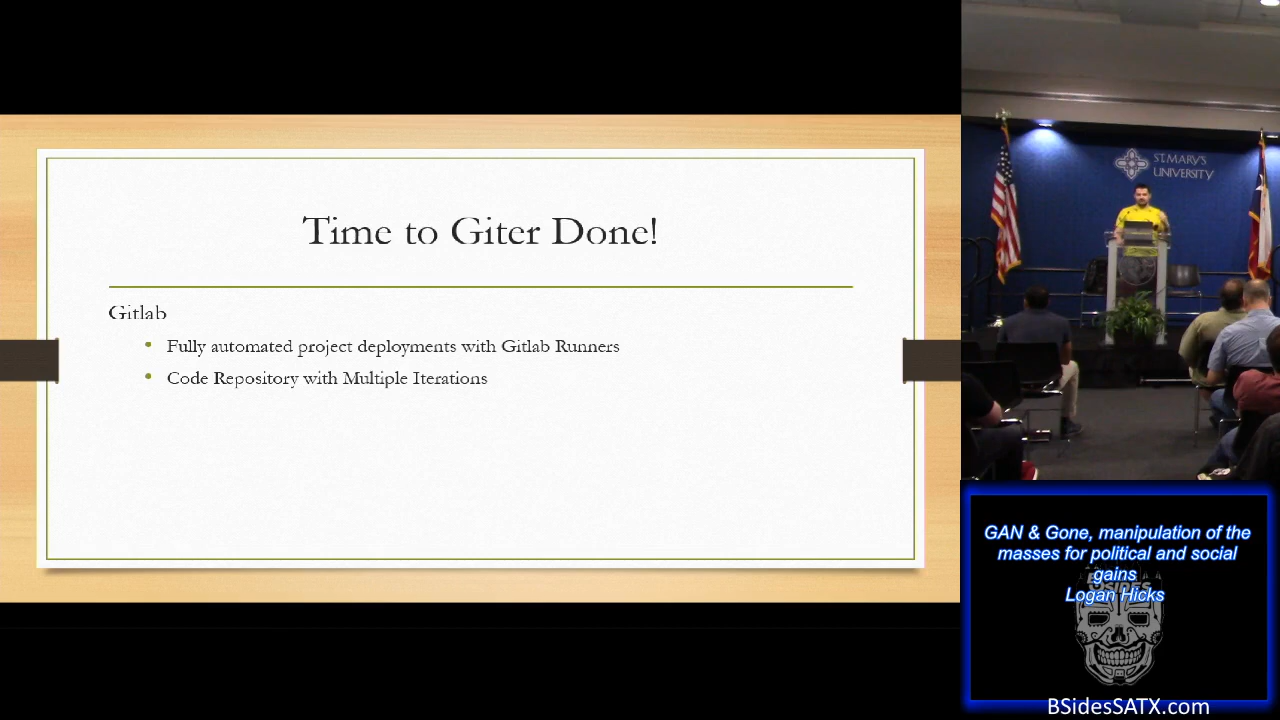 Time to Giter Done!
Gitlab
Fully automated project deployments with Gitlab Runners
Code Repository with Multiple Iterations
ST. MARY'S
UNIVERSITY
GAN & Gone, manipulation of the
masses for political and social
gains
Logan Hicks
BSIDES
BSidesSATX.com